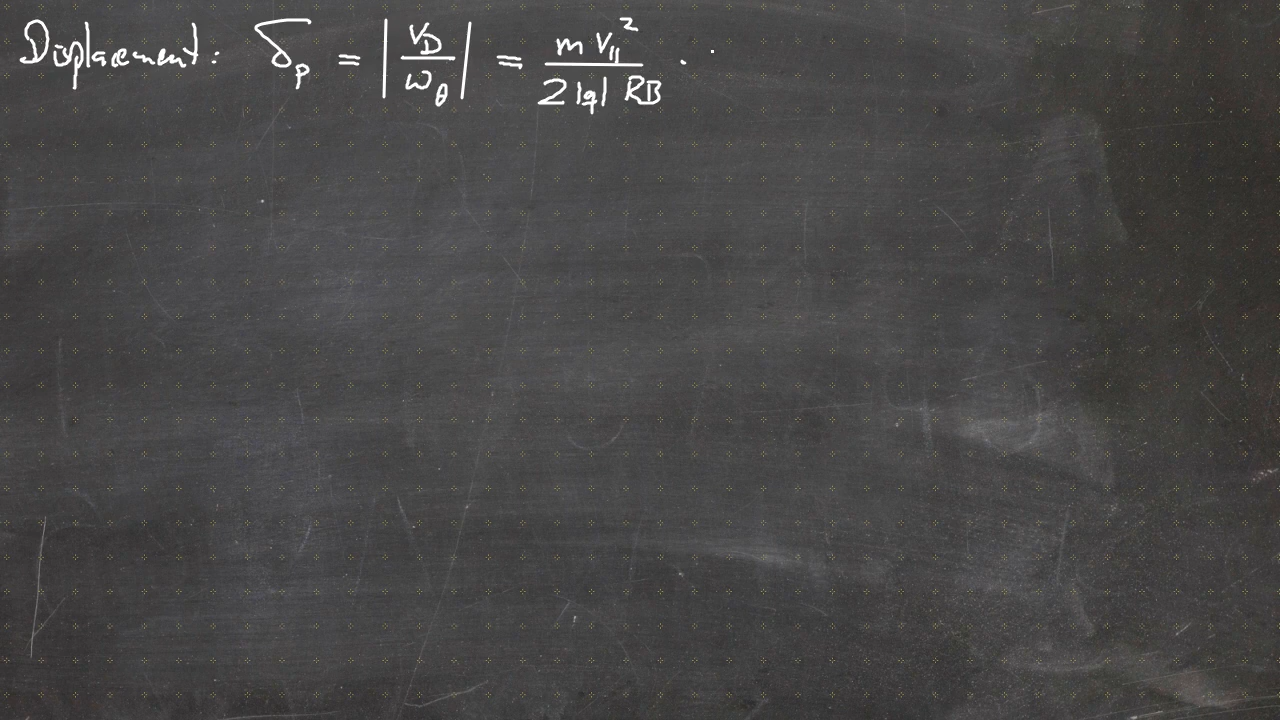 Displacement: δ_p = |v_D / ω_θ| = m v_∥² / 2 |q| R B ·